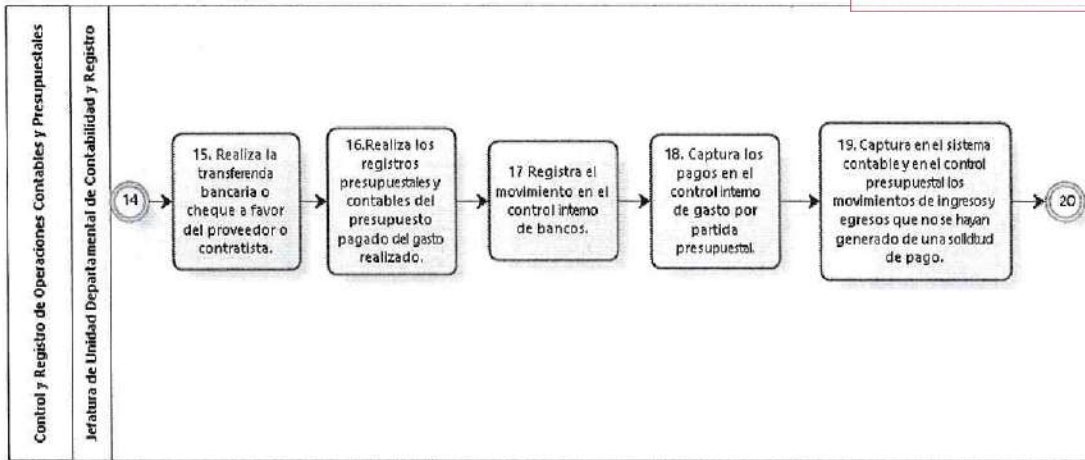 Control y Registro de Operaciones Contables y Presupuestales
Jefatura de Unidad Departamental de Contabilidad y Registro
14
15. Realiza la
transferencia
bancaria o
cheque a favor
del proveedor o
contratista.
16.Realiza los
registros
presupuestales y
contables del
presupuesto
pagado del gasto
realizado.
17 Registra el
movimiento en el
control interno
de bancos.
18. Captura los
pagos en el
control interno
de gasto por
partida
presupuestal.
19. Captura en el sistema
contable y en el control
presupuestal los
movimientos de ingresos y
egresos que no se hayan
generado de una solicitud
de pago.
20